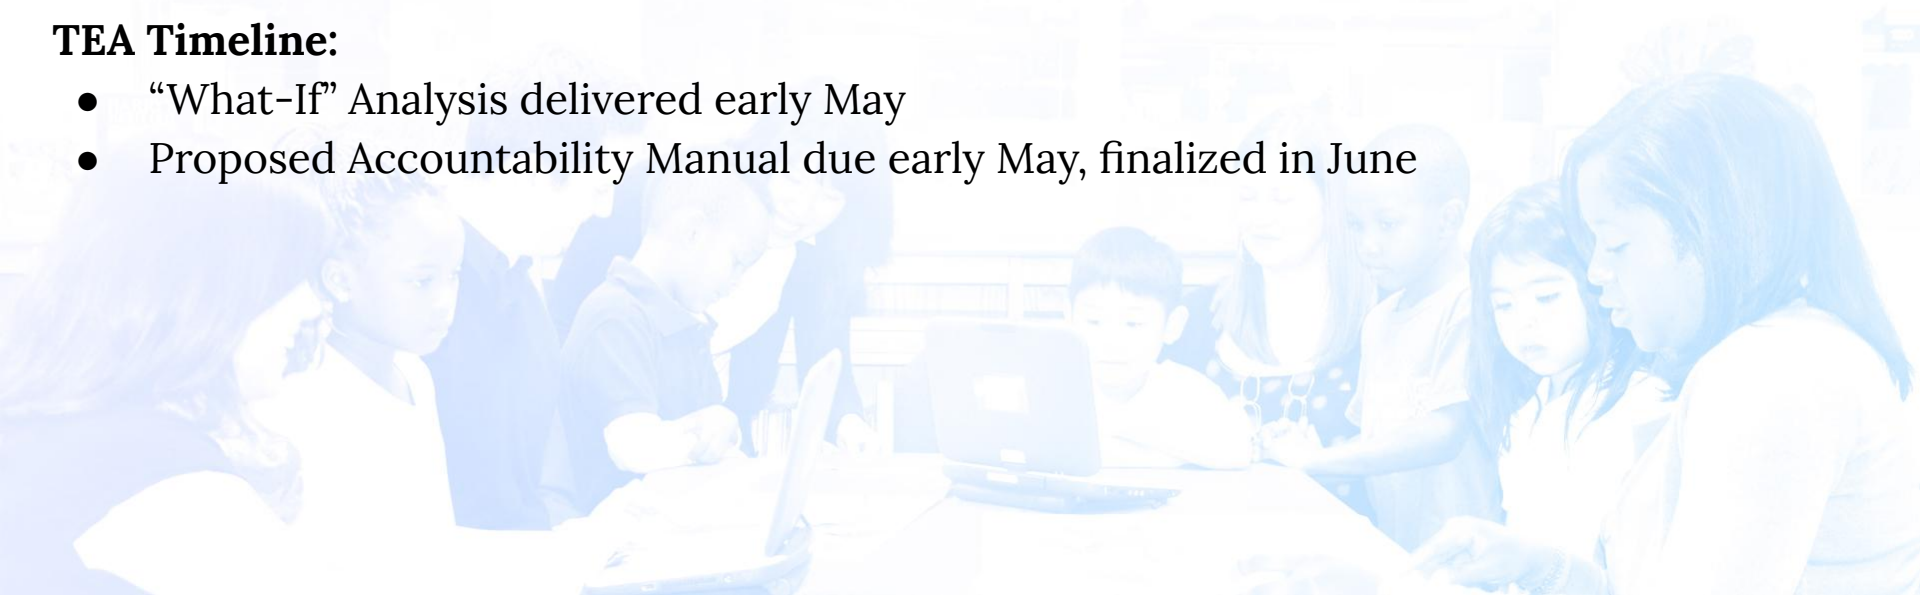 TEA Timeline:
● “What-If” Analysis delivered early May
● Proposed Accountability Manual due early May, finalized in June